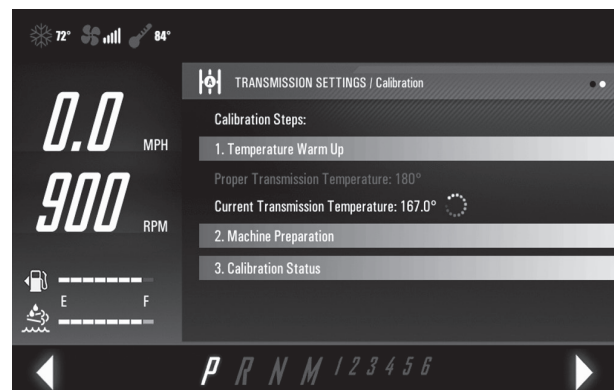 72° 84°
TRANSMISSION SETTINGS / Calibration
0.0 MPH
900 RPM
Calibration Steps:
1. Temperature Warm Up
Proper Transmission Temperature: 180°
Current Transmission Temperature: 167.0°
2. Machine Preparation
3. Calibration Status
E F
P R N M 1 2 3 4 5 6